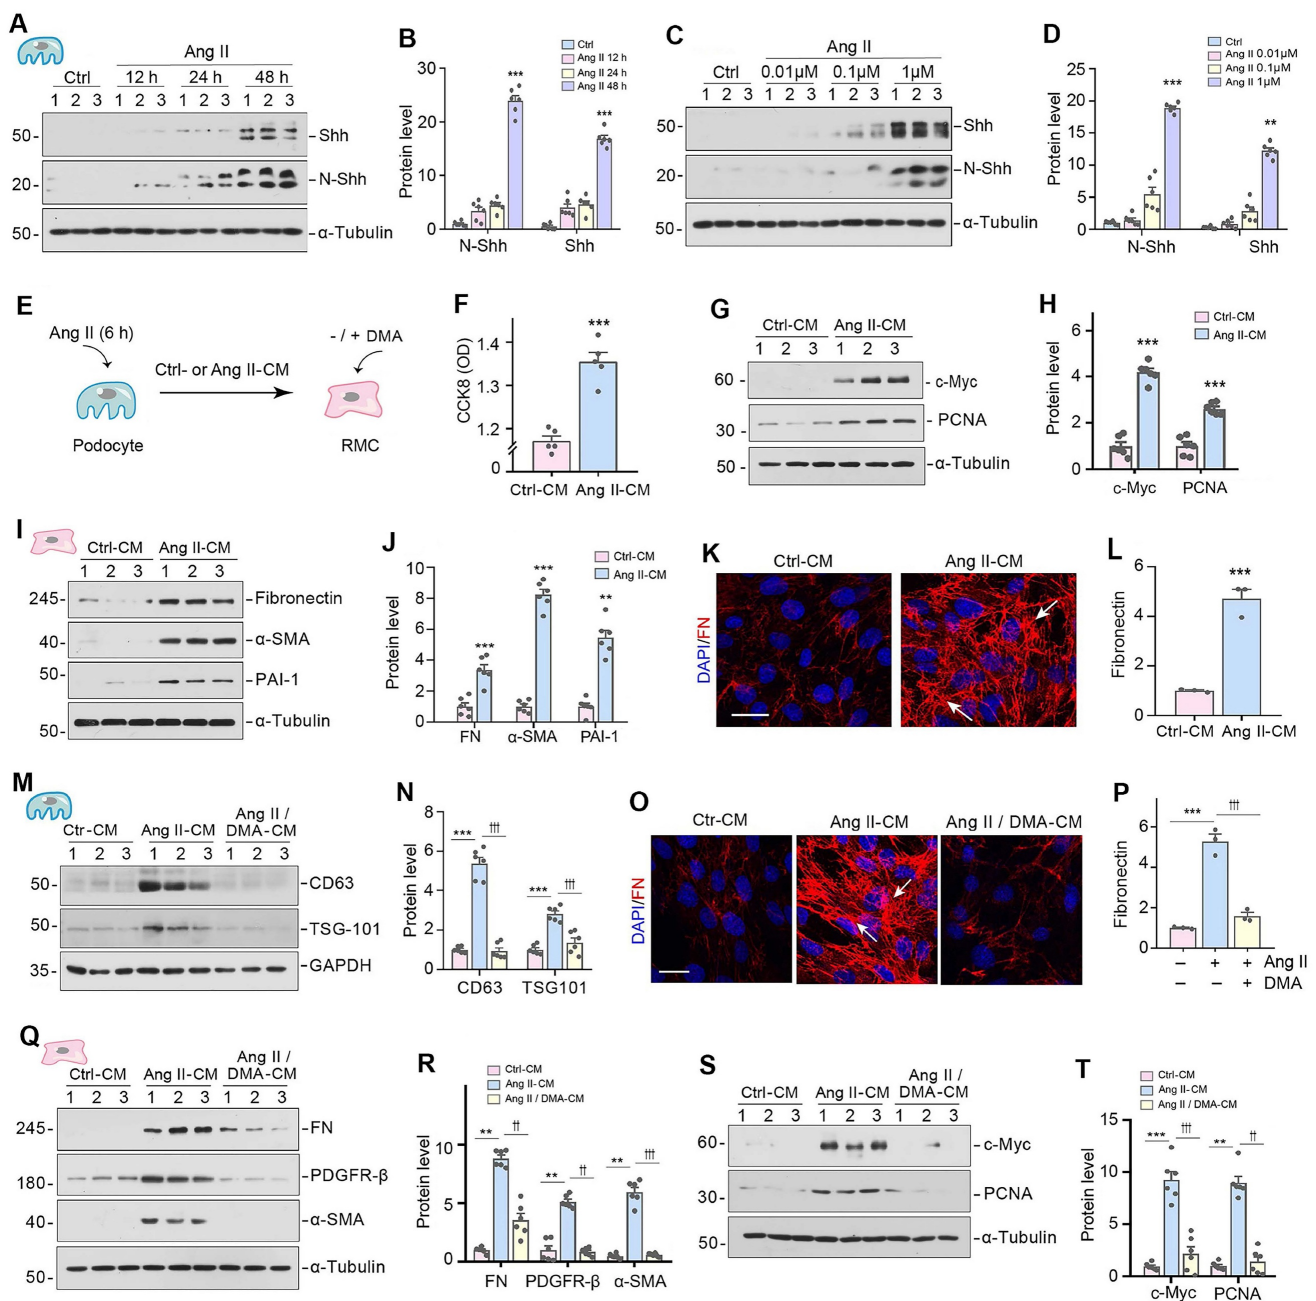 A
Ang II
Ctrl
12 h
24 h
48 h
1 2 3 1 2 3 1 2 3 1 2 3
50 -
- Shh
20 -
- N-Shh
50 -
- α-Tubulin
B
Ctrl
Ang II 12 h
Ang II 24 h
Ang II 48 h
Protein level
30
20
10
0
***
***
N-Shh
Shh
C
Ang II
Ctrl
0.01μM
0.1μM
1μM
1 2 3 1 2 3 1 2 3 1 2 3
50 -
- Shh
20 -
- N-Shh
50 -
- α-Tubulin
D
Ctrl
Ang II 0.01μM
Ang II 0.1μM
Ang II 1μM
Protein level
25
20
15
10
5
0
***
**
N-Shh
Shh
E
Ang II (6 h)
Ctrl- or Ang II-CM
- / + DMA
Podocyte
RMC
F
CCK8 (OD)
1.4
1.3
1.2
0
***
Ctrl-CM
Ang II-CM
G
Ctrl-CM
Ang II-CM
1 2 3 1 2 3
60 -
- c-Myc
30 -
- PCNA
50 -
- α-Tubulin
H
Ctrl-CM
Ang II-CM
Protein level
6
4
2
0
***
***
c-Myc
PCNA
I
Ctrl-CM
Ang II-CM
1 2 3 1 2 3
245 -
- Fibronectin
40 -
- α-SMA
50 -
- PAI-1
50 -
- α-Tubulin
J
Ctrl-CM
Ang II-CM
Protein level
10
8
6
4
2
0
***
***
**
FN
α-SMA
PAI-1
K
Ctrl-CM
Ang II-CM
DAPI/FN
L
Fibronectin
6
4
2
0
***
Ctrl-CM
Ang II-CM
M
Ctr-CM
Ang II-CM
Ang II /
DMA-CM
1 2 3 1 2 3 1 2 3
50 -
- CD63
50 -
- TSG-101
35 -
- GAPDH
N
Protein level
8
6
4
2
0
*** †††
*** †††
CD63
TSG101
O
Ctr-CM
Ang II-CM
Ang II / DMA-CM
DAPI/FN
P
Fibronectin
6
4
2
0
*** †††
– + + Ang II
– – + DMA
Q
Ctrl-CM
Ang II-CM
Ang II /
DMA-CM
1 2 3 1 2 3 1 2 3
245 -
- FN
180 -
- PDGFR-β
40 -
- α-SMA
50 -
- α-Tubulin
R
Ctrl-CM
Ang II-CM
Ang II / DMA-CM
Protein level
10
5
0
** ††
** ††
** †††
FN
PDGFR-β
α-SMA
S
Ctrl-CM
Ang II-CM
Ang II /
DMA-CM
1 2 3 1 2 3 1 2 3
60 -
- c-Myc
30 -
- PCNA
50 -
- α-Tubulin
T
Ctrl-CM
Ang II-CM
Ang II / DMA-CM
Protein level
15
10
5
0
*** †††
** ††
c-Myc
PCNA